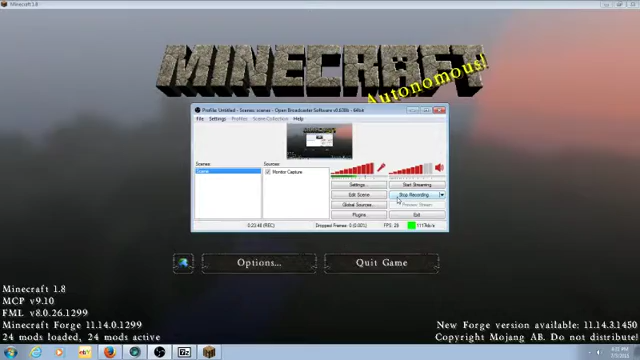 Minecraft 1.8
MINECRAFT
Autonomous!
Profile: Untitled - Scenes: scenes - Open Broadcaster Software v0.638b - 64bit
File Settings Profiles Scene Collection Help
Scenes: Sources:
Scene
Monitor Capture
Settings... Start Streaming
Edit Scene Stop Recording
Global Sources... Preview Stream
Plugins Exit
0:23:48 (REC) Dropped Frames: 0 (0.00%) FPS: 28 1117kb/s
Options... Quit Game
Minecraft 1.8
MCP v9.10
FML v8.0.26.1299
Minecraft Forge 11.14.0.1299
24 mods loaded, 24 mods active
New Forge version available: 11.14.3.1450
Copyright Mojang AB. Do not distribute!